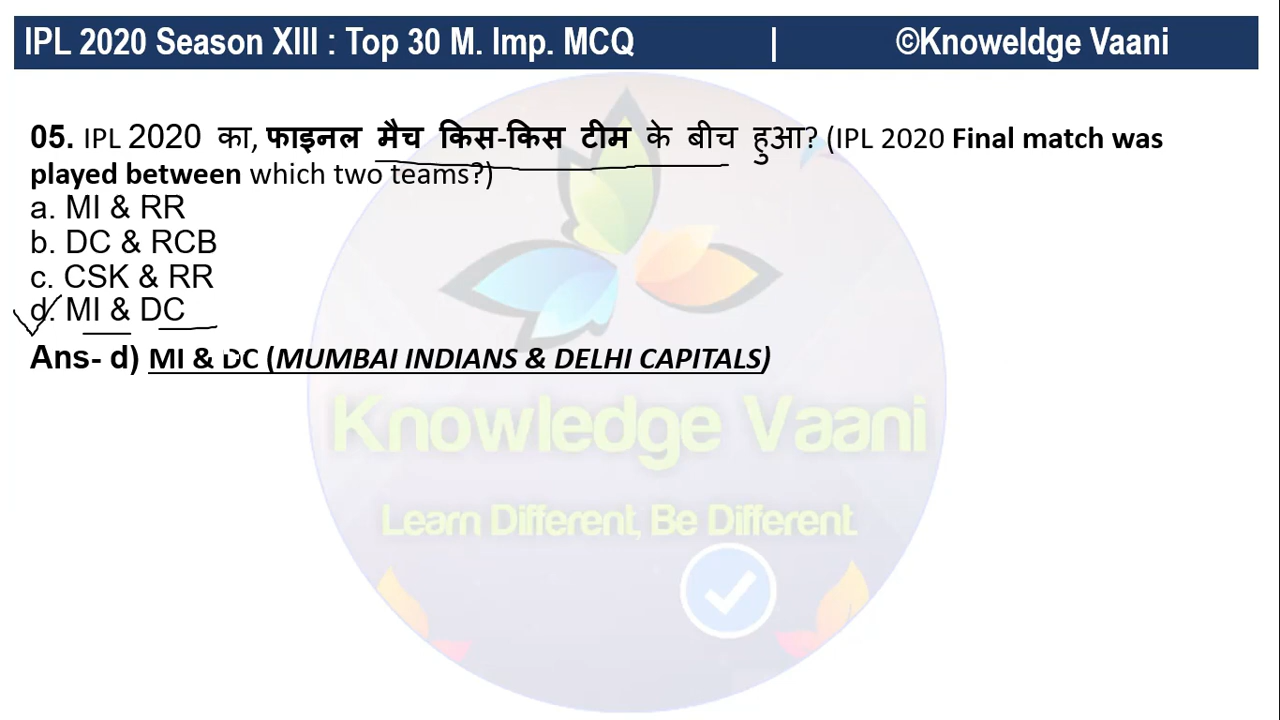 IPL 2020 Season XIII : Top 30 M. Imp. MCQ | ©Knoweldge Vaani
05. IPL 2020 का, फाइनल मैच किस-किस टीम के बीच हुआ? (IPL 2020 Final match was
played between which two teams?)
a. MI & RR
b. DC & RCB
c. CSK & RR
d. MI & DC
Ans- d) MI & DC (MUMBAI INDIANS & DELHI CAPITALS)
Knowledge Vaani
Learn Different, Be Different